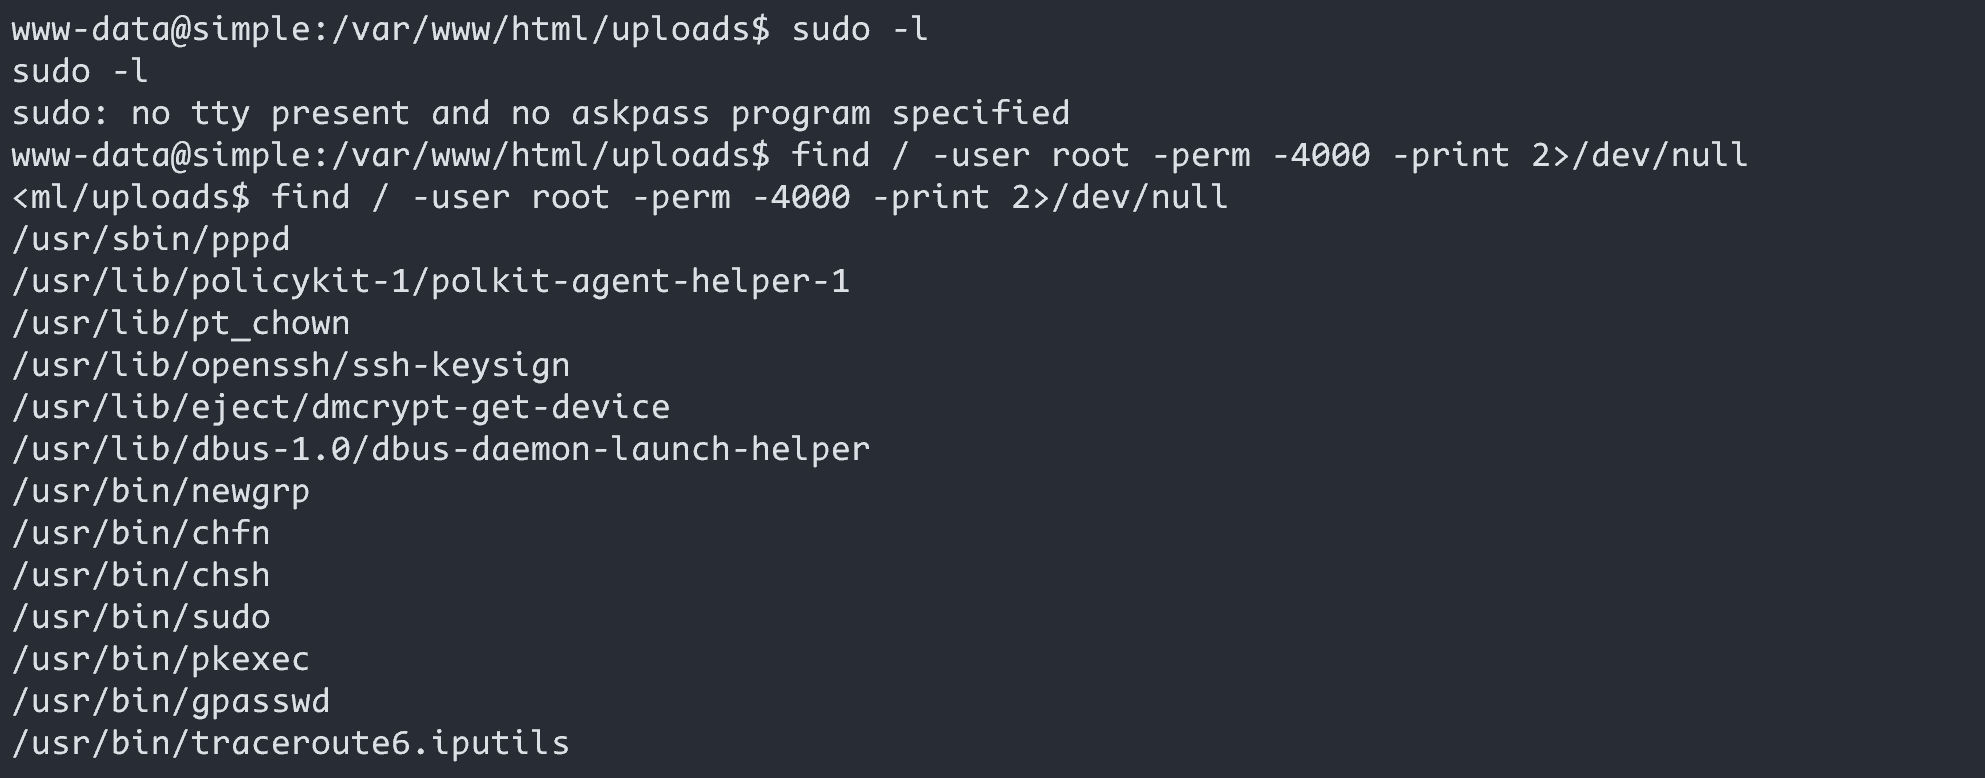 www-data@simple:/var/www/html/uploads$ sudo -l
sudo -l
sudo: no tty present and no askpass program specified
www-data@simple:/var/www/html/uploads$ find / -user root -perm -4000 -print 2>/dev/null
<ml/uploads$ find / -user root -perm -4000 -print 2>/dev/null
/usr/sbin/pppd
/usr/lib/policykit-1/polkit-agent-helper-1
/usr/lib/pt_chown
/usr/lib/openssh/ssh-keysign
/usr/lib/eject/dmcrypt-get-device
/usr/lib/dbus-1.0/dbus-daemon-launch-helper
/usr/bin/newgrp
/usr/bin/chfn
/usr/bin/chsh
/usr/bin/sudo
/usr/bin/pkexec
/usr/bin/gpasswd
/usr/bin/traceroute6.iputils